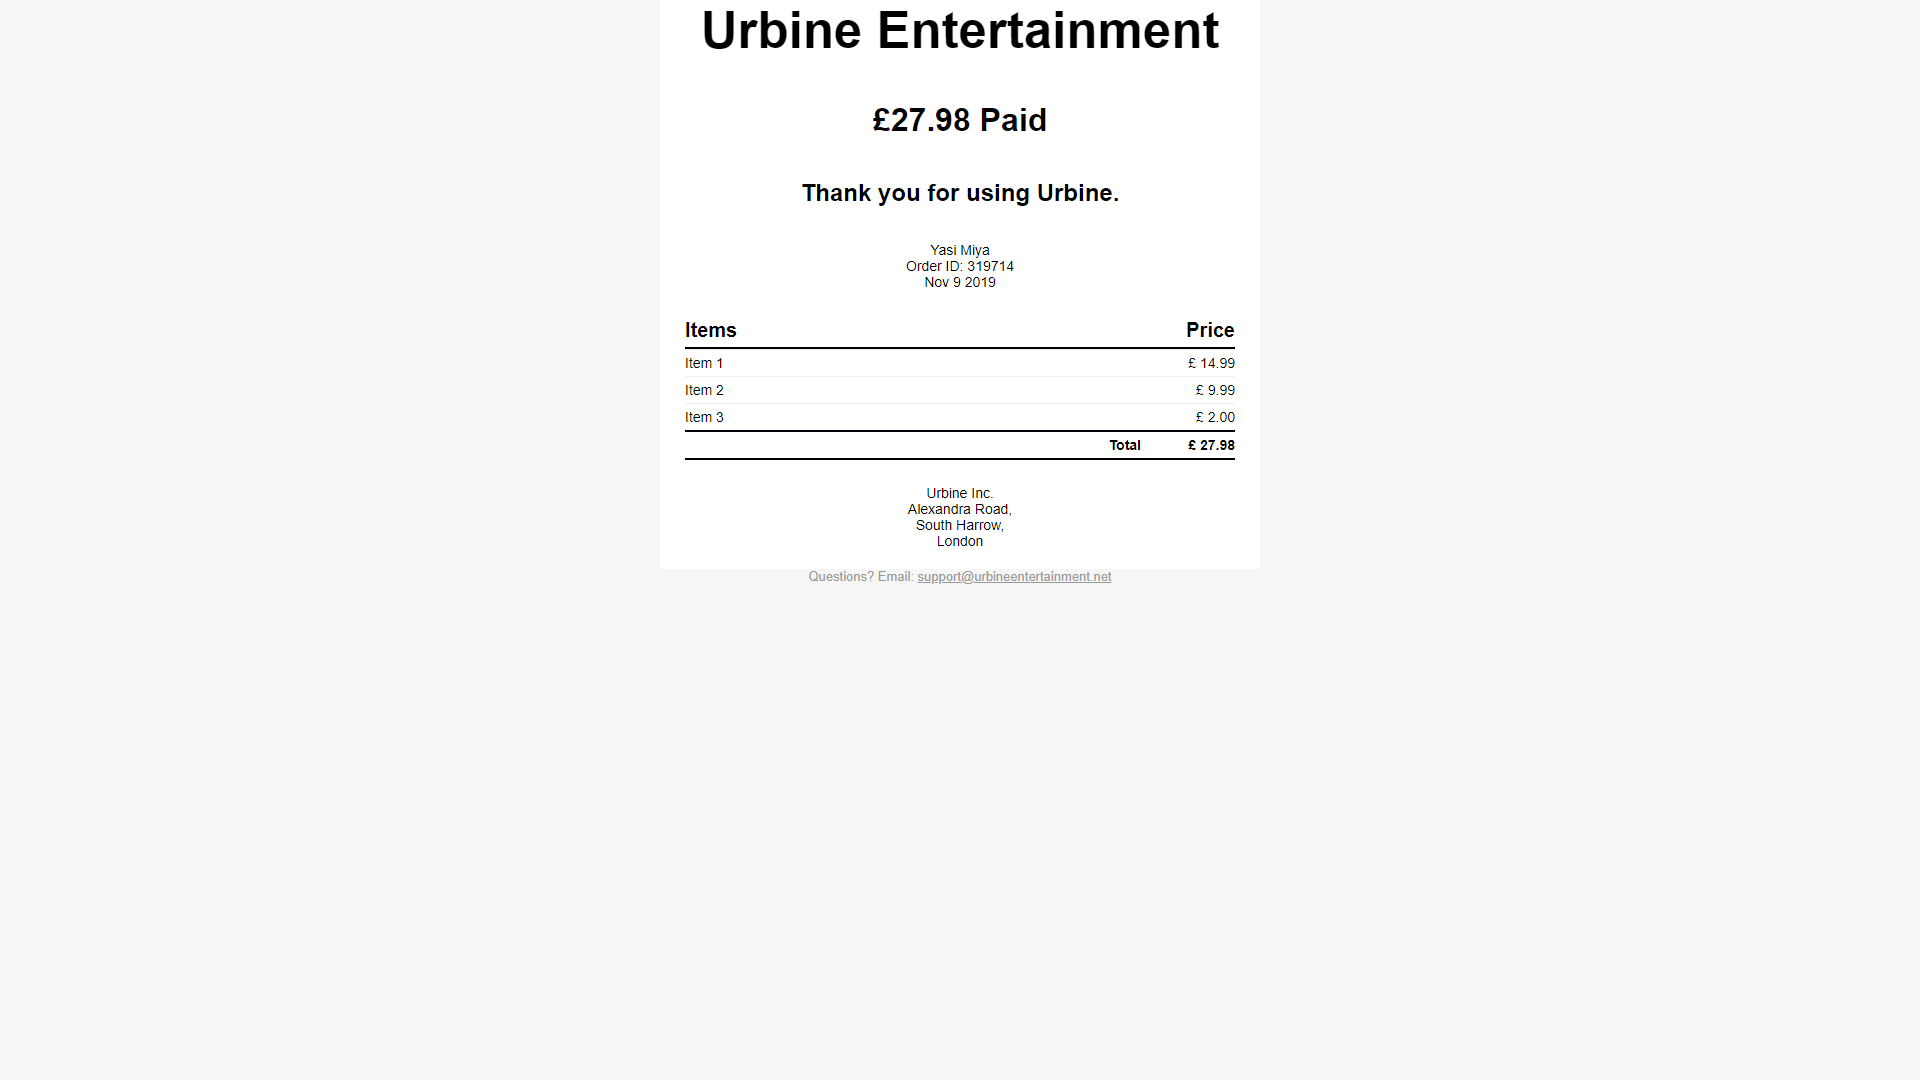 Urbine Entertainment
£27.98 Paid
Thank you for using Urbine.
Yasi Miya
Order ID: 319714
Nov 9 2019
Items Price
Item 1 £ 14.99
Item 2 £ 9.99
Item 3 £ 2.00
Total £ 27.98
Urbine Inc.
Alexandra Road,
South Harrow,
London
Questions? Email: support@urbineentertainment.net